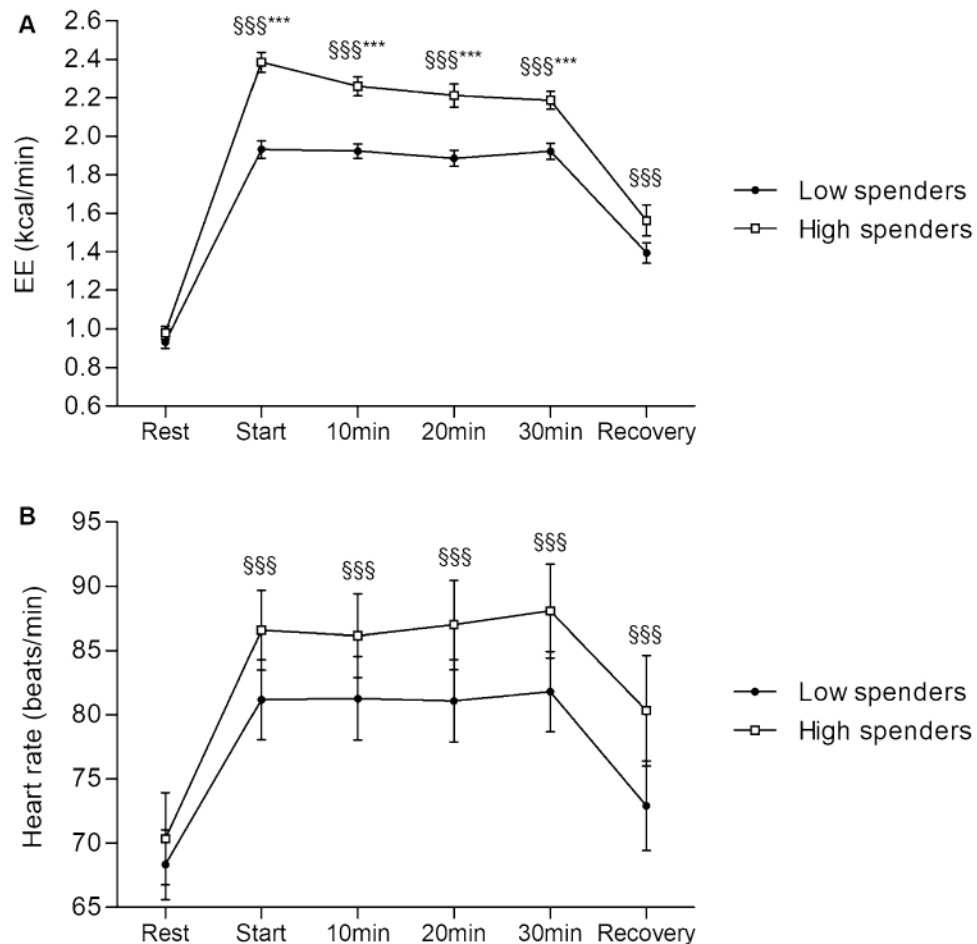 A
EE (kcal/min)
2.6
2.4
2.2
2.0
1.8
1.6
1.4
1.2
1.0
0.8
0.6
§§§***
§§§***
§§§***
§§§***
§§§
Rest Start 10min 20min 30min Recovery
Low spenders
High spenders
B
Heart rate (beats/min)
95
90
85
80
75
70
65
§§§
§§§
§§§
§§§
§§§
Rest Start 10min 20min 30min Recovery
Low spenders
High spenders